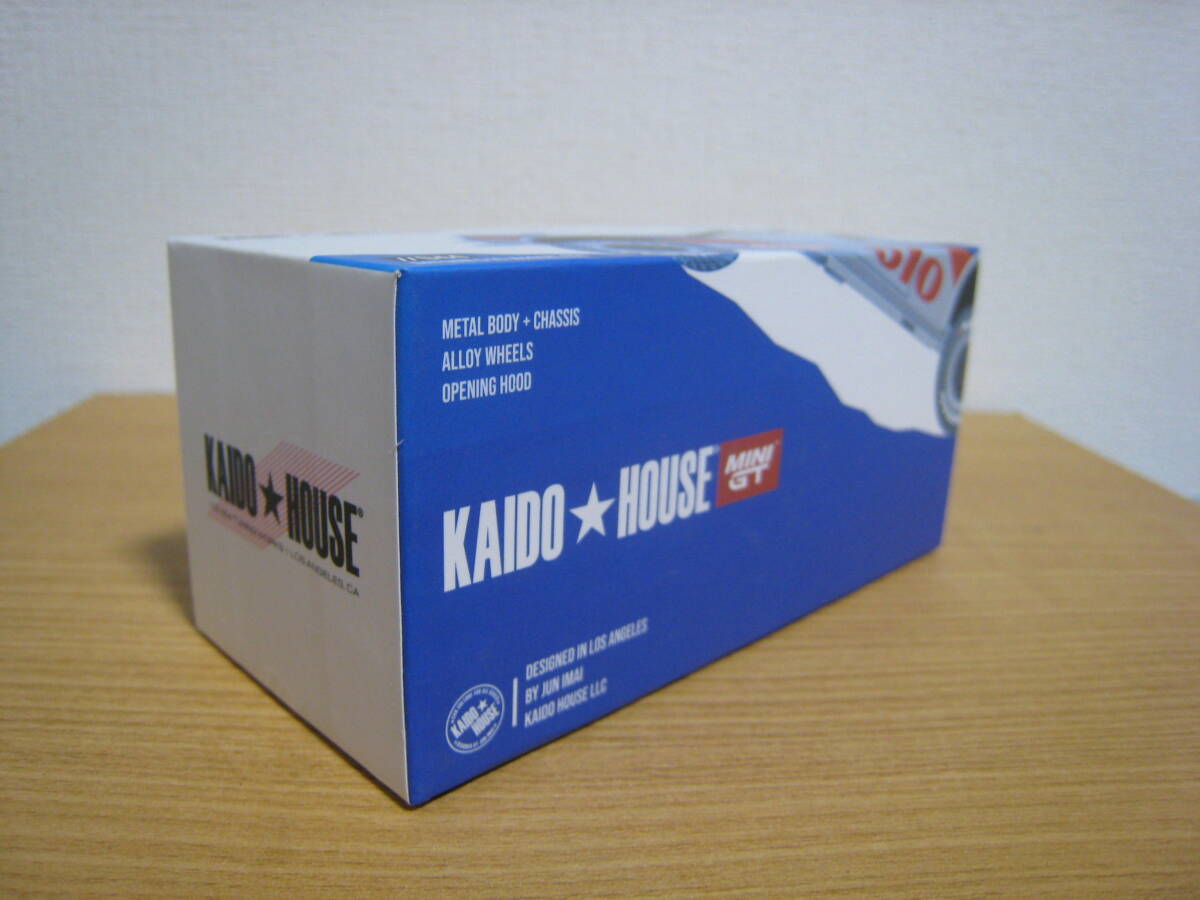 METAL BODY + CHASSIS
ALLOY WHEELS
OPENING HOOD
KAIDO★HOUSE®
MINI GT
DESIGNED IN LOS ANGELES
BY JUN IMAI
KAIDO HOUSE LLC
KAIDO★HOUSE
KAIDO★HOUSE®
LOS ANGELES, CA